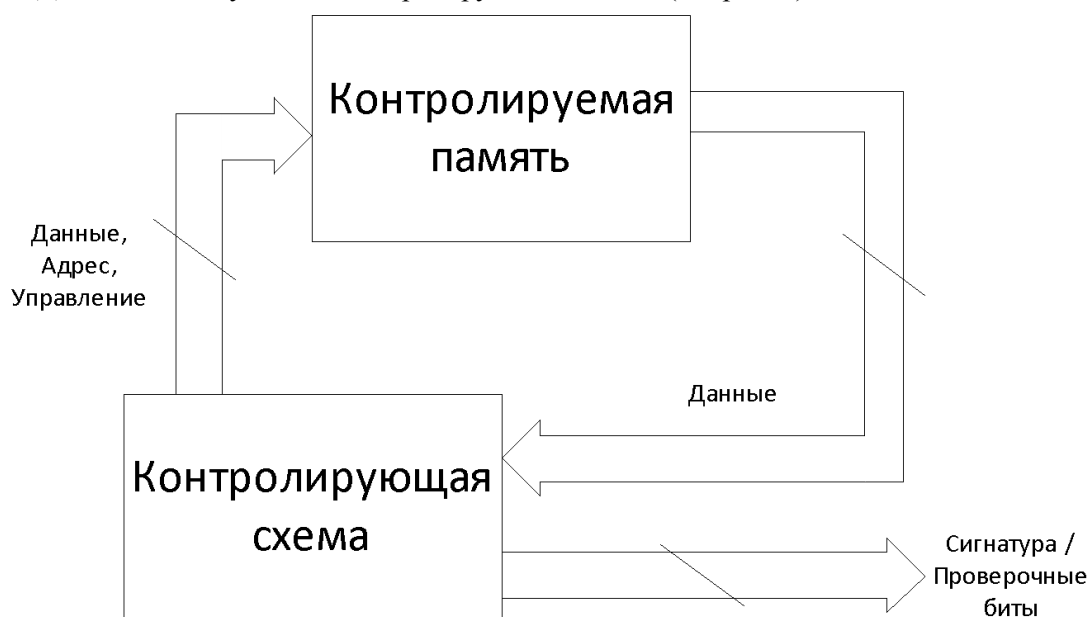 Контролируемая
память
Данные,
Адрес,
Управление
Данные
Контролирующая
схема
Сигнатура /
Проверочные
биты